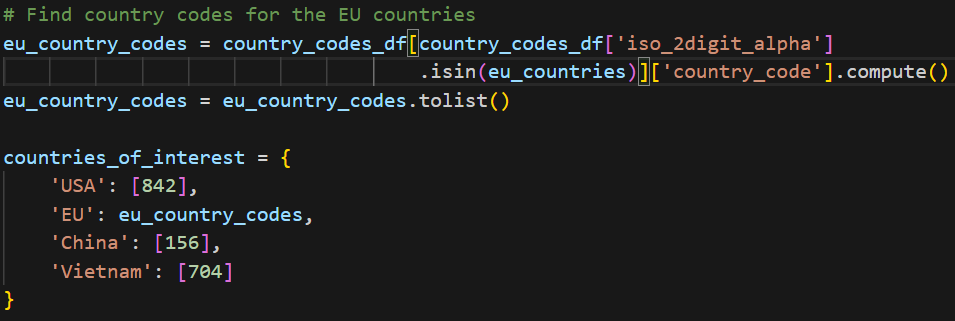 # Find country codes for the EU countries
eu_country_codes = country_codes_df[country_codes_df['iso_2digit_alpha']
                                    .isin(eu_countries)]['country_code'].compute()
eu_country_codes = eu_country_codes.tolist()

countries_of_interest = {
    'USA': [842],
    'EU': eu_country_codes,
    'China': [156],
    'Vietnam': [704]
}